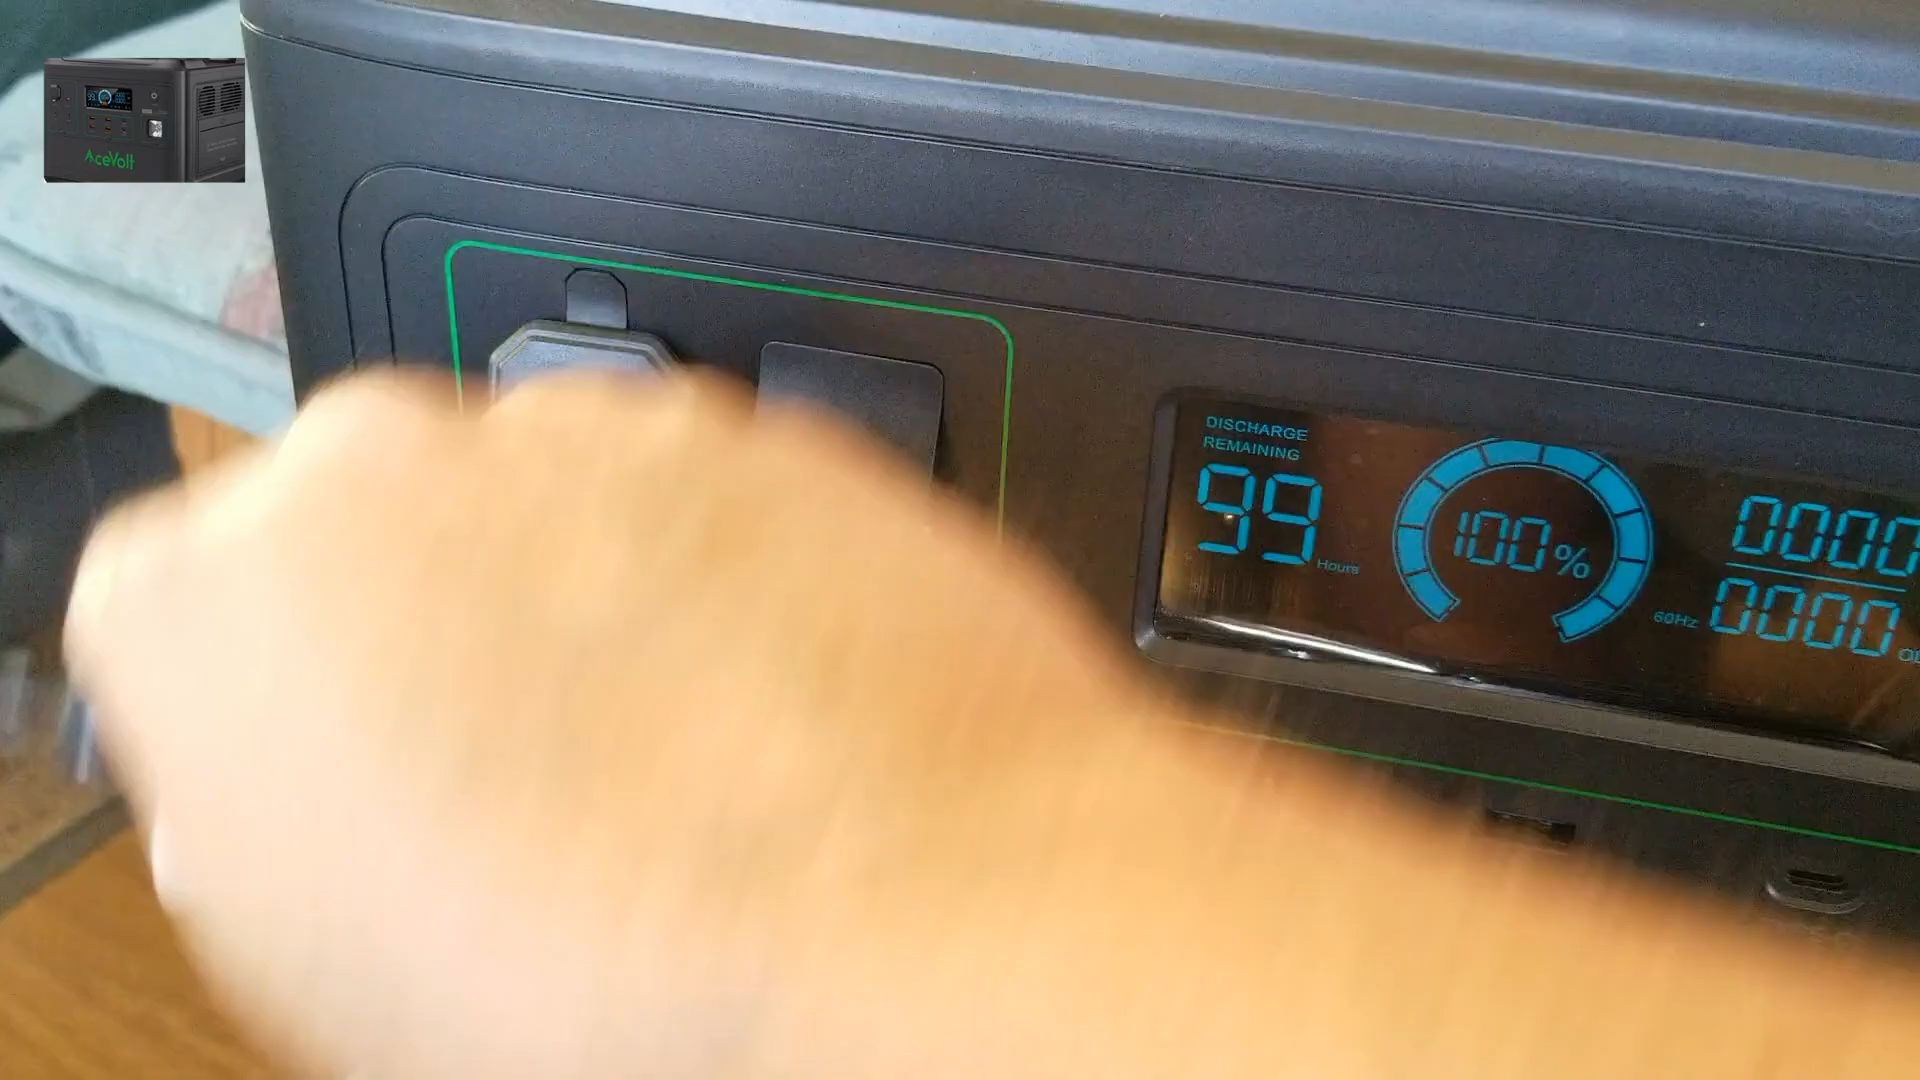 AceVolt
DISCHARGE
REMAINING
99
Hours
100%
0000
60Hz
0000